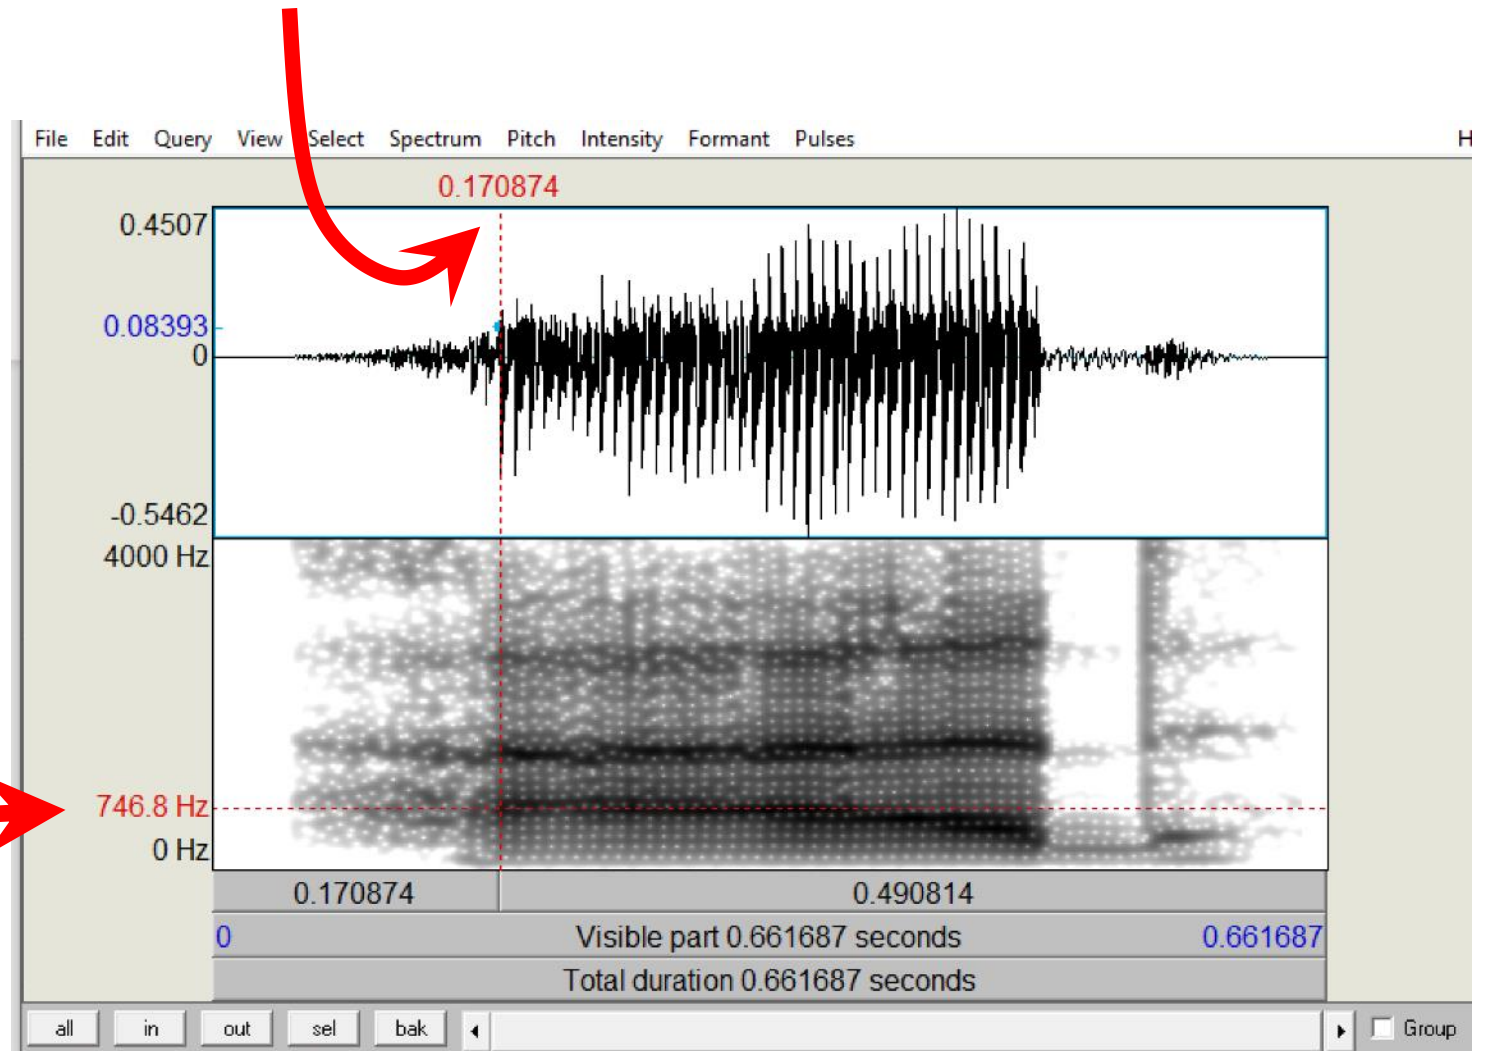 File Edit Query View Select Spectrum Pitch Intensity Formant Pulses H
0.170874
0.4507
0.08393
0
-0.5462
4000 Hz
746.8 Hz
0 Hz
0.170874 0.490814
0 Visible part 0.661687 seconds 0.661687
Total duration 0.661687 seconds
all in out sel bak Group